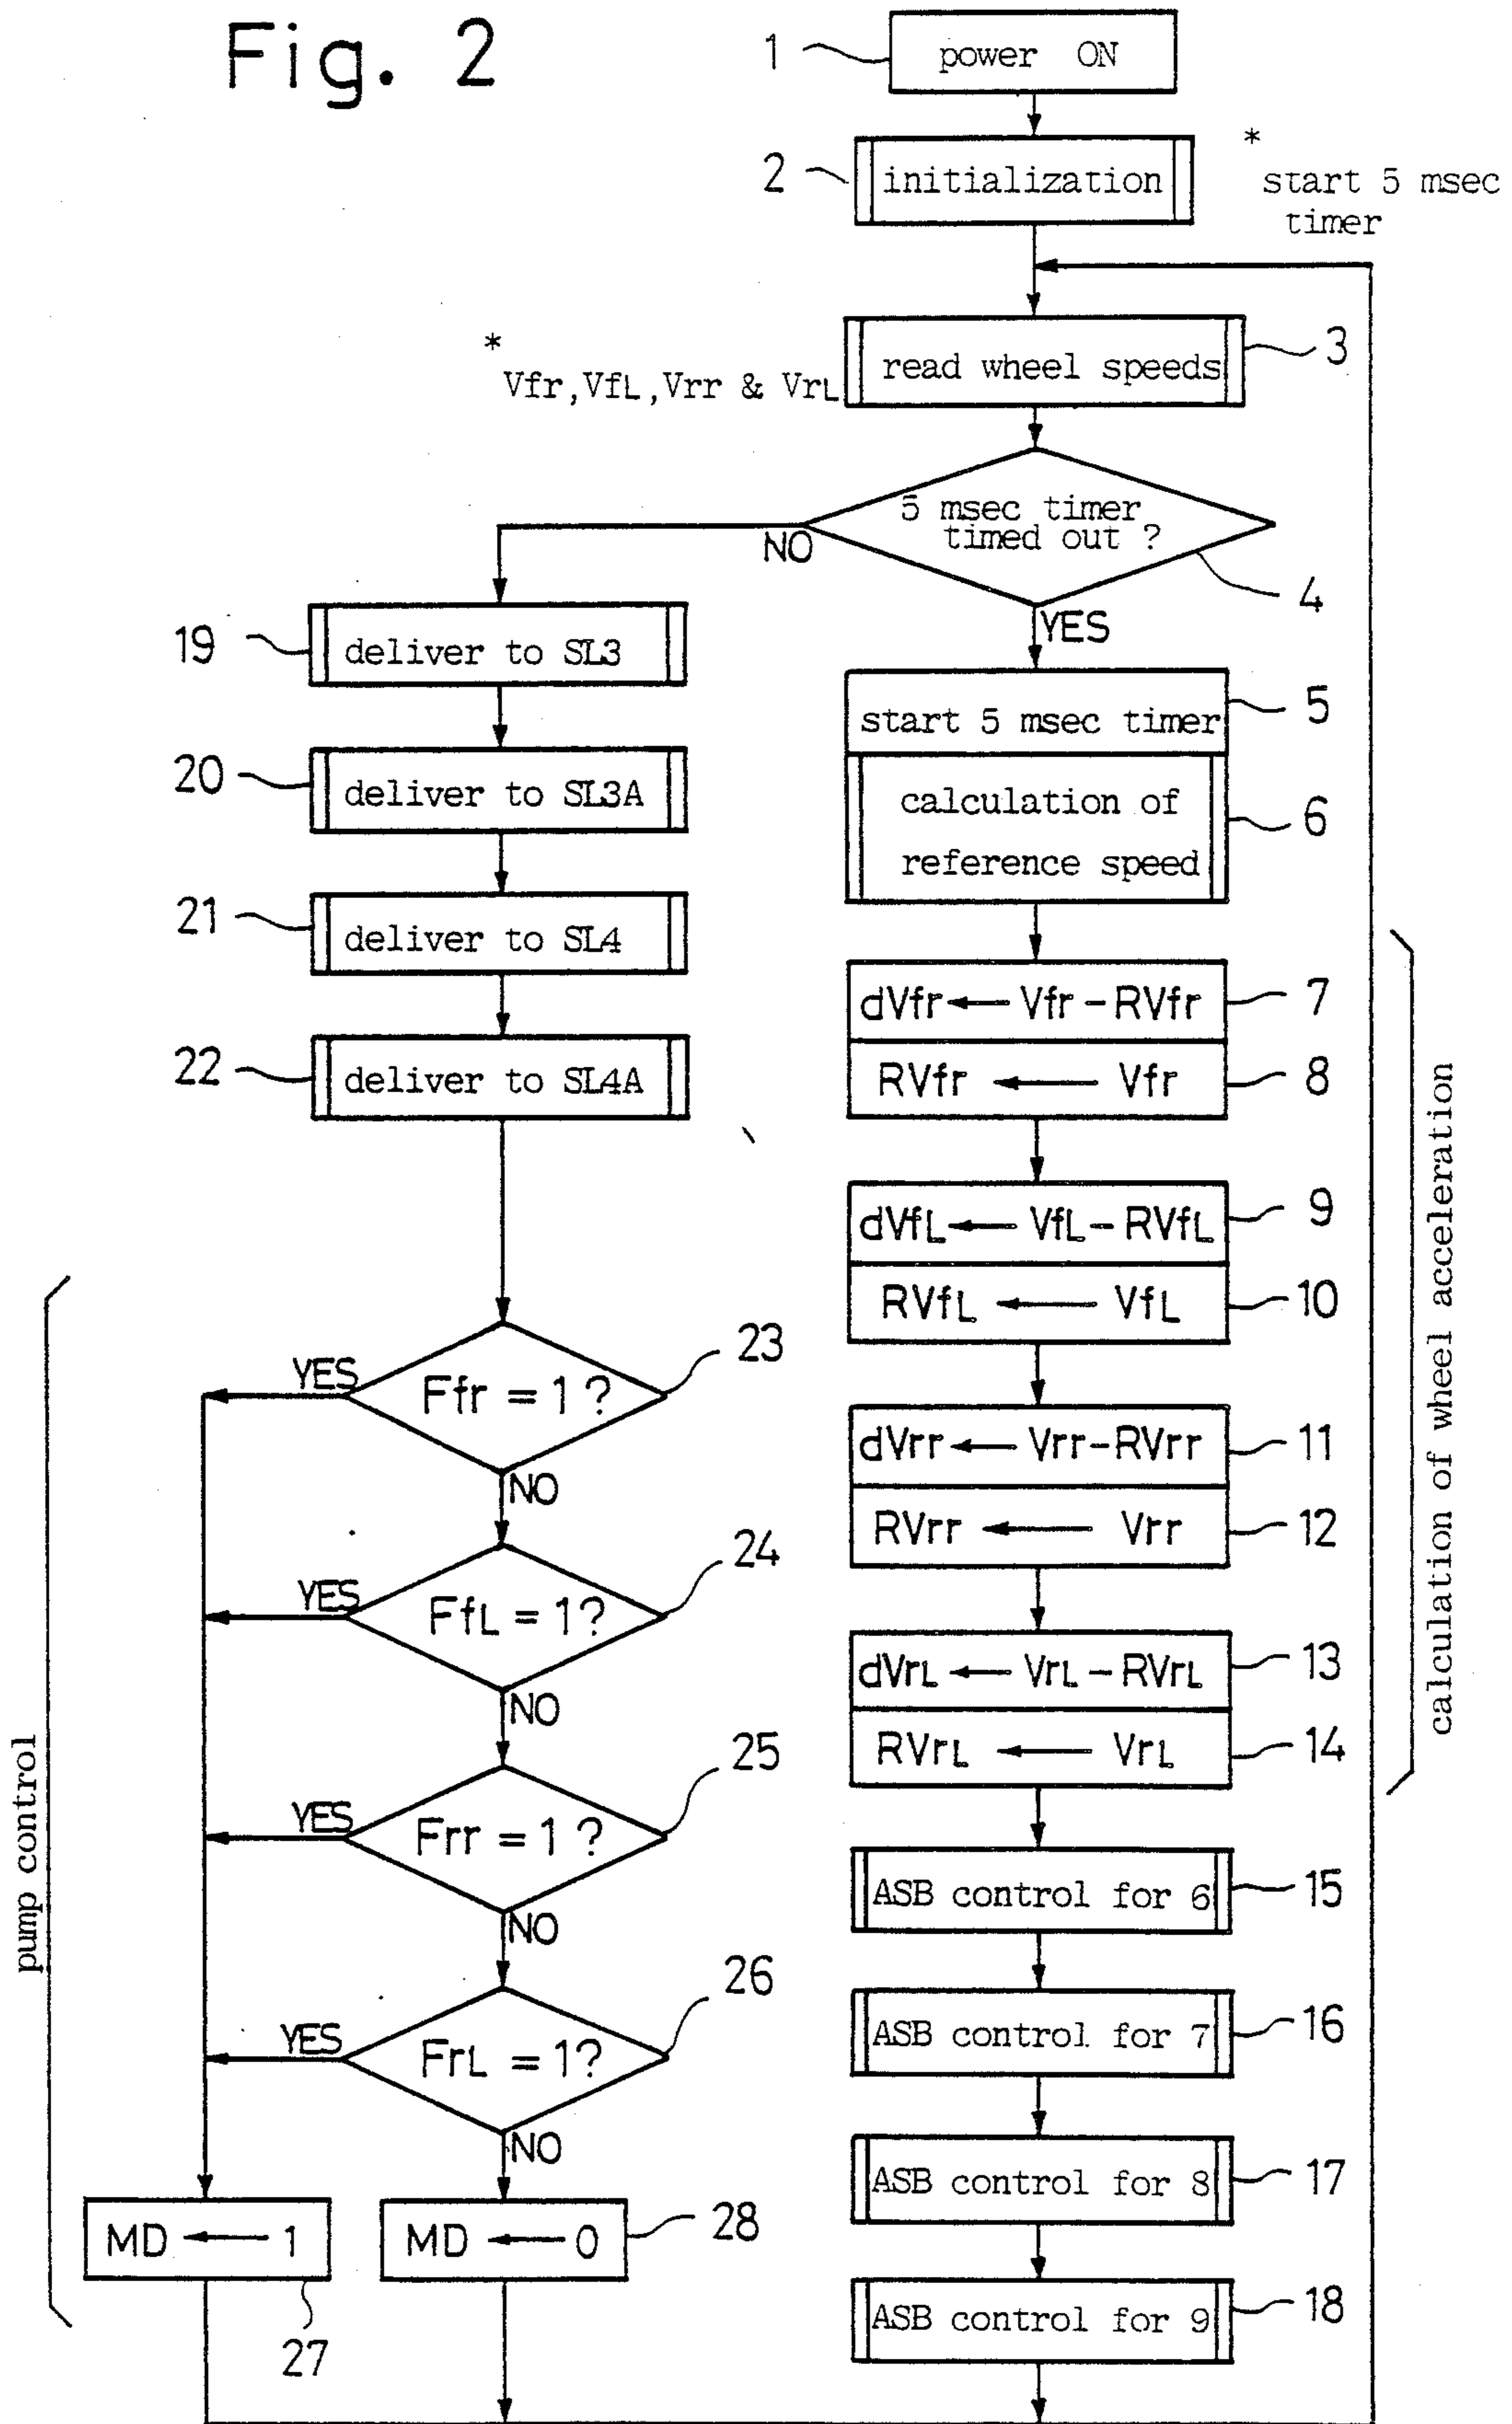 Fig. 2
1
power ON
2
initialization
*
start 5 msec
timer
*
Vfr,VfL,Vrr & VrL
read wheel speeds
3
5 msec timer
timed out ?
4
NO
YES
19
deliver to SL3
20
deliver to SL3A
21
deliver to SL4
22
deliver to SL4A
pump control
23
Ffr = 1 ?
YES
NO
24
FfL = 1?
YES
NO
25
Frr = 1 ?
YES
NO
26
FrL = 1?
YES
NO
MD ← 1
27
MD ← 0
28
start 5 msec timer
5
calculation of
reference speed
6
dVfr ← Vfr - RVfr
7
RVfr ← Vfr
8
dVfL ← VfL - RVfL
9
RVfL ← VfL
10
dVrr ← Vrr - RVrr
11
RVrr ← Vrr
12
dVrL ← VrL - RVrL
13
RVrL ← VrL
14
calculation of wheel acceleration
ASB control for 6
15
ASB control for 7
16
ASB control for 8
17
ASB control for 9
18